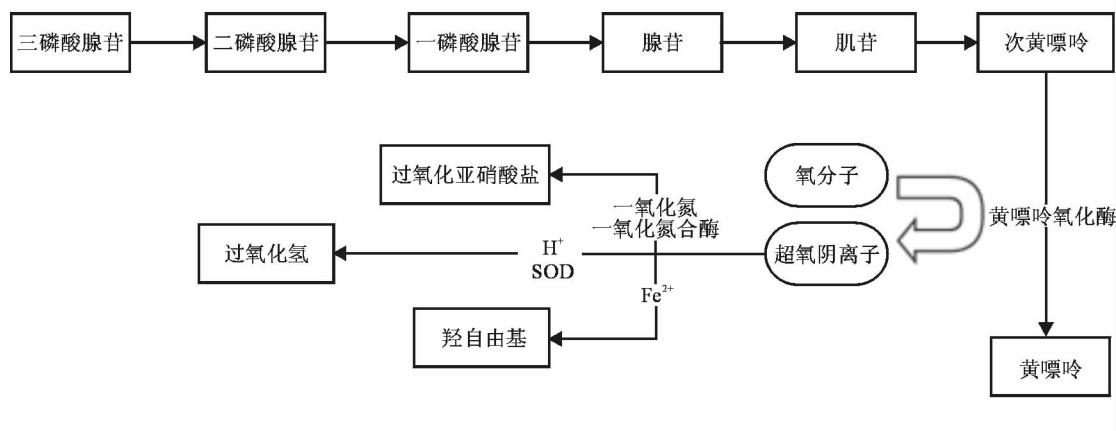 三磷酸腺苷
二磷酸腺苷
一磷酸腺苷
腺苷
肌苷
次黄嘌呤
过氧化亚硝酸盐
氧分子
一氧化氮
一氧化氮合酶
黄嘌呤氧化酶
过氧化氢
H⁺
SOD
超氧阴离子
Fe²⁺
羟自由基
黄嘌呤